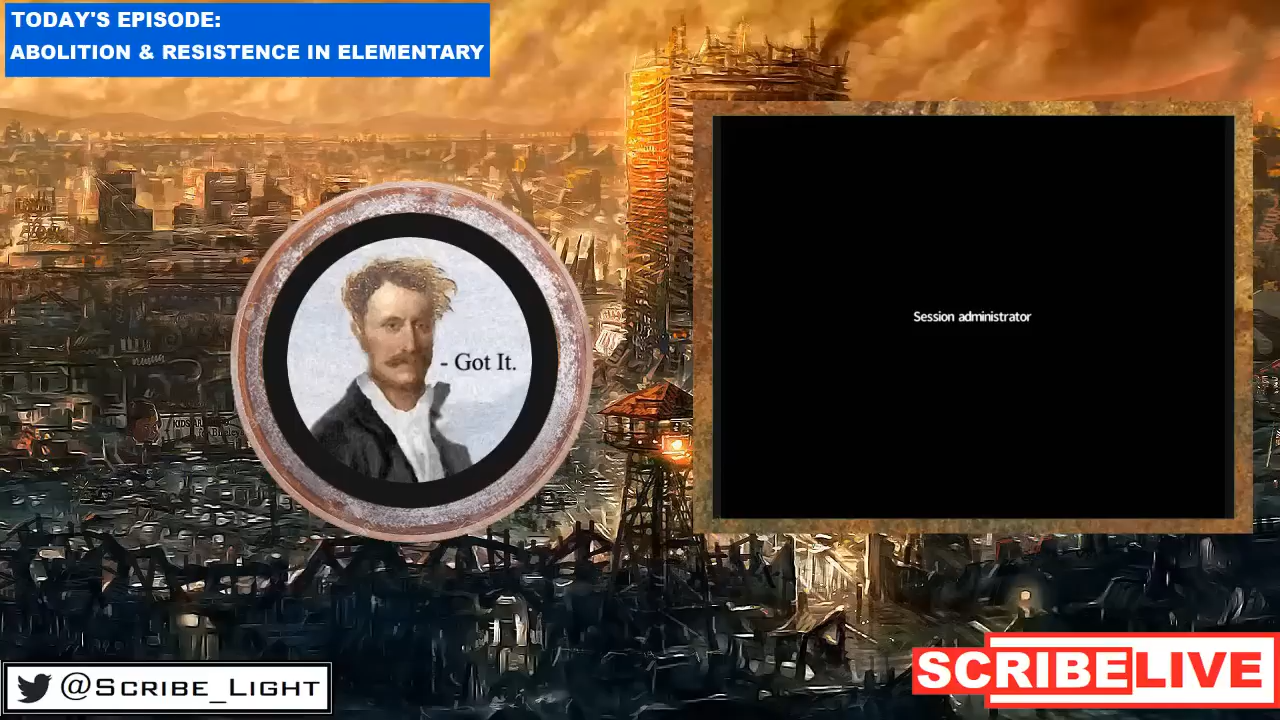 TODAY'S EPISODE:
ABOLITION & RESISTENCE IN ELEMENTARY
- Got It.
Session administrator
@SCRIBE_LIGHT
SCRIBELIVE